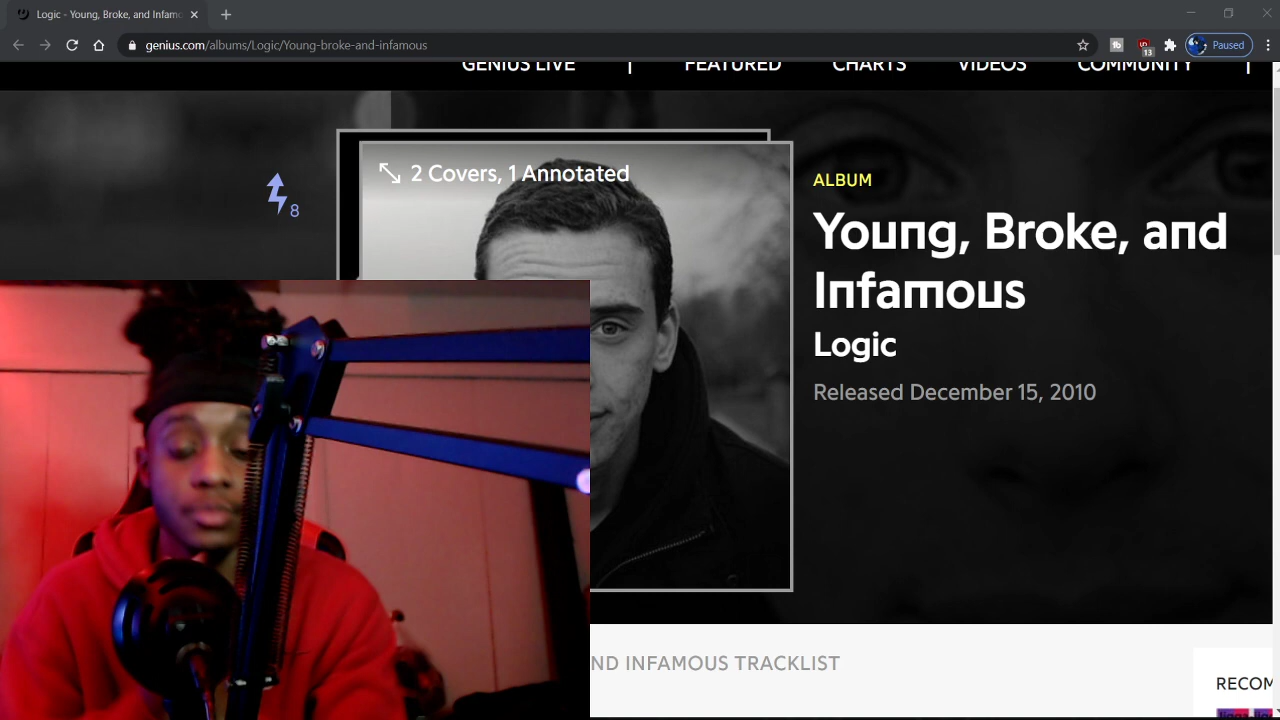 Logic - Young, Broke, and Infamo
genius.com/albums/Logic/Young-broke-and-infamous
13
Paused
GENIUS LIVE | FEATURED CHARTS VIDEOS COMMUNITY |
2 Covers, 1 Annotated
8
ALBUM
Young, Broke, and
Infamous
Logic
Released December 15, 2010
ND INFAMOUS TRACKLIST
RECOM